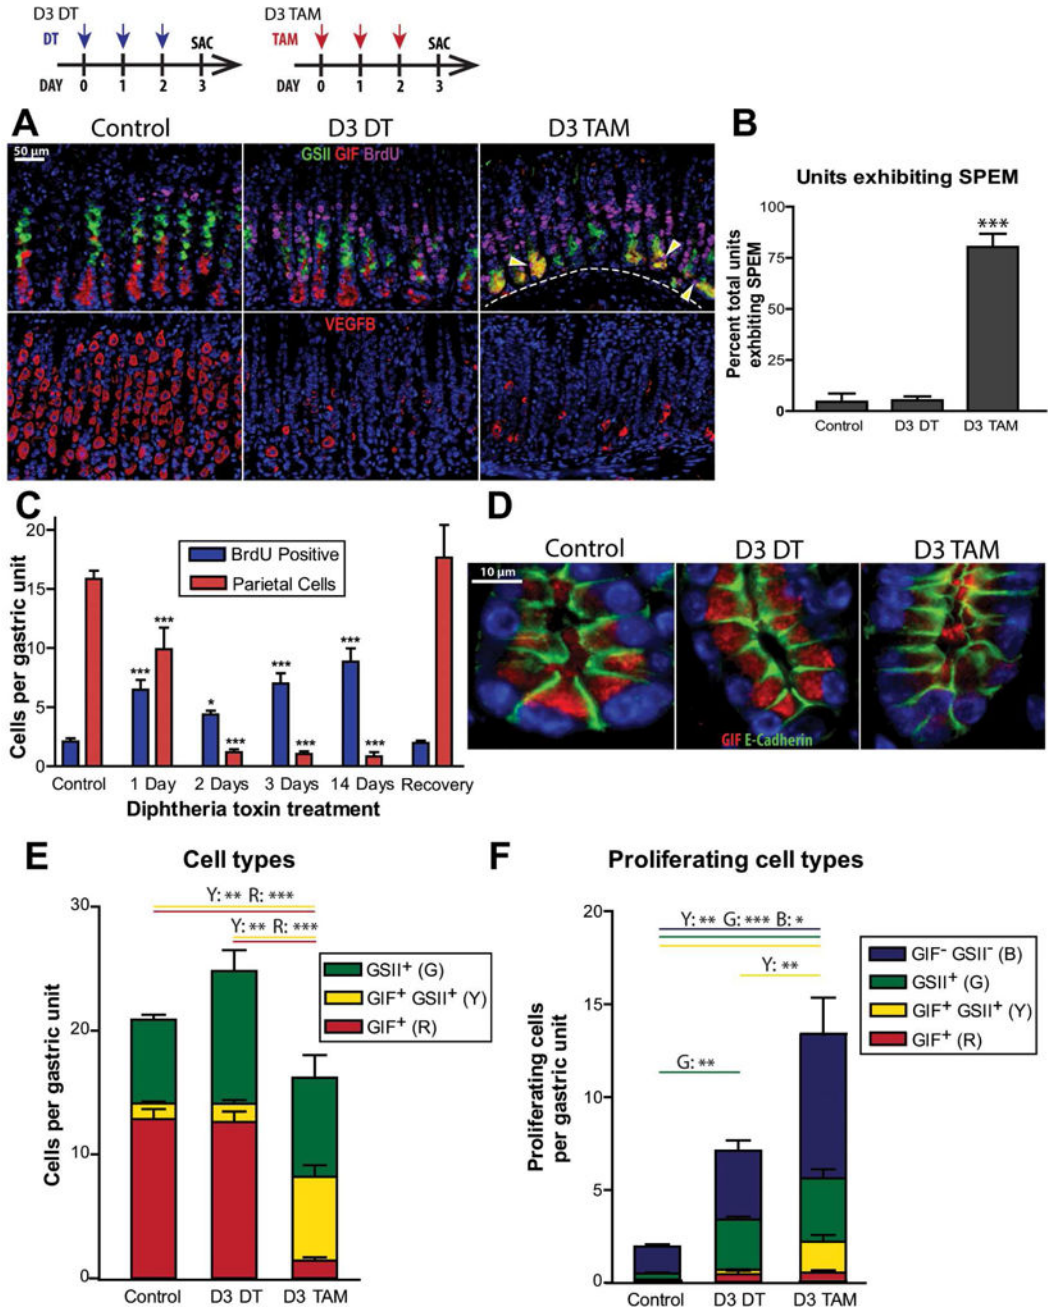 D3 DT
D3 TAM
DT
SAC
TAM
SAC
DAY 0 1 2 3
DAY 0 1 2 3
A
Control
D3 DT
D3 TAM
50 µm
GSII GIF BrdU
VEGFB
B
Units exhibiting SPEM
Percent total units
exhbiting SPEM
100
75
50
25
0
***
Control D3 DT D3 TAM
C
Cells per gastric unit
20
15
10
5
0
BrdU Positive
Parietal Cells
*** ***
* ***
*** ***
*** ***
Control 1 Day 2 Days 3 Days 14 Days Recovery
Diphtheria toxin treatment
D
Control
D3 DT
D3 TAM
10 µm
GIF E-Cadherin
E
Cell types
Cells per gastric unit
30
20
10
0
Y: ** R: ***
Y: ** R: ***
GSII+ (G)
GIF+ GSII+ (Y)
GIF+ (R)
Control D3 DT D3 TAM
F
Proliferating cell types
Proliferating cells
per gastric unit
20
15
10
5
0
Y: ** G: *** B: *
Y: **
G: **
GIF- GSII- (B)
GSII+ (G)
GIF+ GSII+ (Y)
GIF+ (R)
Control D3 DT D3 TAM